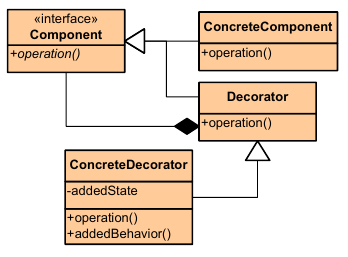 «interface»
Component
+operation()
ConcreteComponent
+operation()
Decorator
+operation()
ConcreteDecorator
-addedState
+operation()
+addedBehavior()